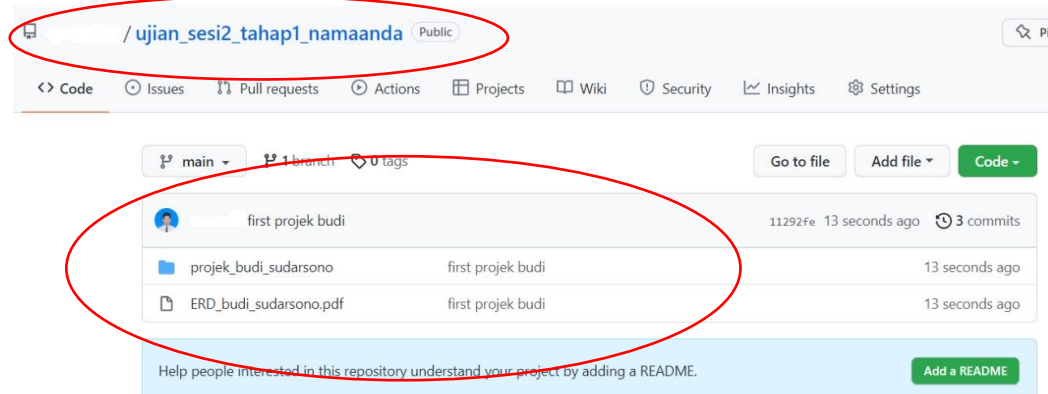 / ujian_sesi2_tahap1_namaanda Public
<> Code Issues Pull requests Actions Projects Wiki Security Insights Settings
main 1 branch 0 tags Go to file Add file Code
first projek budi 11292fe 13 seconds ago 3 commits
projek_budi_sudarsono first projek budi 13 seconds ago
ERD_budi_sudarsono.pdf first projek budi 13 seconds ago
Help people interested in this repository understand your project by adding a README. Add a README